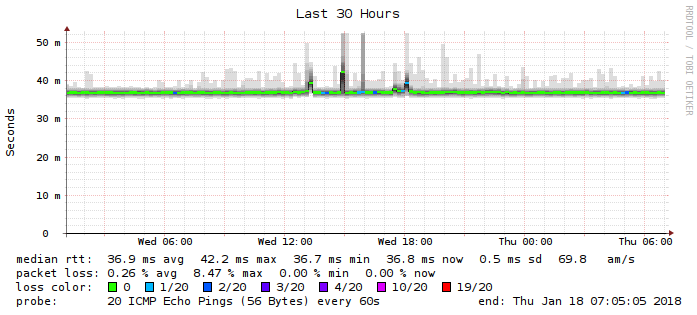 Last 30 Hours
RRDTOOL / TOBI OETIKER
Seconds
50 m
40 m
30 m
20 m
10 m
0
Wed 06:00 Wed 12:00 Wed 18:00 Thu 00:00 Thu 06:00
median rtt: 36.9 ms avg 42.2 ms max 36.7 ms min 36.8 ms now 0.5 ms sd 69.8 am/s
packet loss: 0.26 % avg 8.47 % max 0.00 % min 0.00 % now
loss color: 0 1/20 2/20 3/20 4/20 10/20 19/20
probe: 20 ICMP Echo Pings (56 Bytes) every 60s end: Thu Jan 18 07:05:05 2018